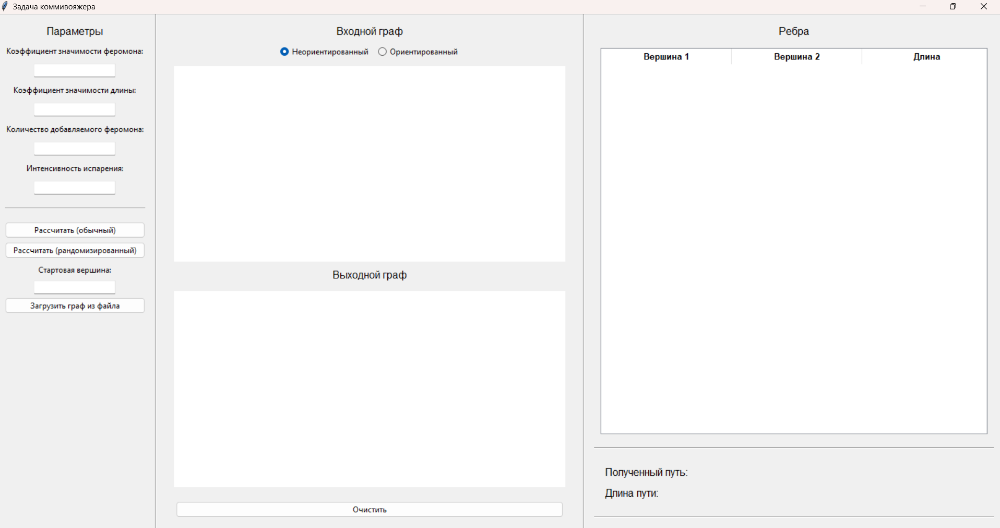 Задача коммивояжера
Параметры
Коэффициент значимости феромона:
Коэффициент значимости длины:
Количество добавляемого феромона:
Интенсивность испарения:
Рассчитать (обычный)
Рассчитать (рандомизированный)
Стартовая вершина:
Загрузить граф из файла
Входной граф
Неориентированный Ориентированный
Выходной граф
Очистить
Ребра
Вершина 1 Вершина 2 Длина
Полученный путь:
Длина пути: